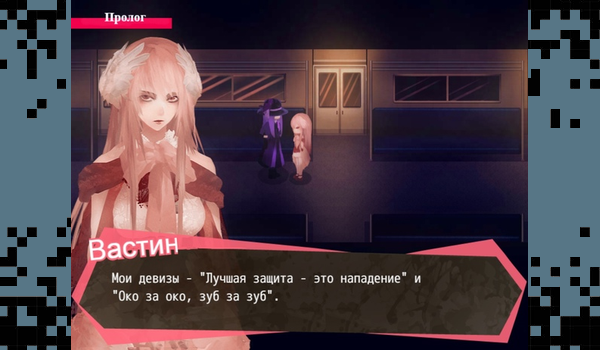 Пролог
Вастин
Мои девизы - "Лучшая защита - это нападение" и
"Око за око, зуб за зуб".